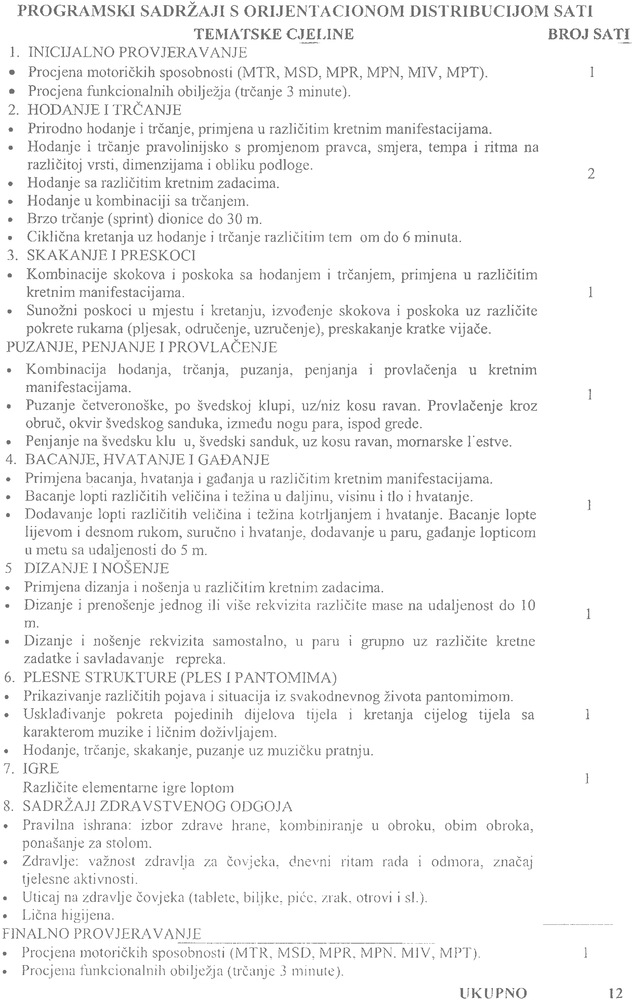 PROGRAMSKI SADRŽAJI S ORIJENTACIONOM DISTRIBUCIJOM SATI
TEMATSKE CJELINE BROJ SATI
1. INICIJALNO PROVJERAVANJE
• Procjena motoričkih sposobnosti (MTR, MSD, MPR, MPN, MIV, MPT). 1
• Procjena funkcionalnih obilježja (trčanje 3 minute).
2. HODANJE I TRČANJE
• Prirodno hodanje i trčanje, primjena u različitim kretnim manifestacijama.
• Hodanje i trčanje pravolinijsko s promjenom pravca, smjera, tempa i ritma na
različitoj vrsti, dimenzijama i obliku podloge.
2
• Hodanje sa različitim kretnim zadacima.
• Hodanje u kombinaciji sa trčanjem.
• Brzo trčanje (sprint) dionice do 30 m.
• Ciklična kretanja uz hodanje i trčanje različitim tem om do 6 minuta.
3. SKAKANJE I PRESKOCI
• Kombinacije skokova i poskoka sa hodanjem i trčanjem, primjena u različitim
kretnim manifestacijama. 1
• Sunožni poskoci u mjestu i kretanju, izvođenje skokova i poskoka uz različite
pokrete rukama (pljesak, odručenje, uzručenje), preskakanje kratke vijače.
PUZANJE, PENJANJE I PROVLAČENJE
• Kombinacija hodanja, trčanja, puzanja, penjanja i provlačenja u kretnim
manifestacijama.
1
• Puzanje četveronoške, po švedskoj klupi, uz/niz kosu ravan. Provlačenje kroz
obruč, okvir švedskog sanduka, između nogu para, ispod grede.
• Penjanje na švedsku klu u, švedski sanduk, uz kosu ravan, mornarske l estve.
4. BACANJE, HVATANJE I GAĐANJE
• Primjena bacanja, hvatanja i gađanja u različitim kretnim manifestacijama.
• Bacanje lopti različitih veličina i težina u daljinu, visinu i tlo i hvatanje.
1
• Dodavanje lopti različitih veličina i težina kotrljanjem i hvatanje. Bacanje lopte
lijevom i desnom rukom, suručno i hvatanje, dodavanje u paru, gađanje lopticom
u metu sa udaljenosti do 5 m.
5 DIZANJE I NOŠENJE
• Primjena dizanja i nošenja u različitim kretnim zadacima.
• Dizanje i prenošenje jednog ili više rekvizita različite mase na udaljenost do 10
1
m.
• Dizanje i nošenje rekvizita samostalno, u paru i grupno uz različite kretne
zadatke i savladavanje repreka.
6. PLESNE STRUKTURE (PLES I PANTOMIMA)
• Prikazivanje različitih pojava i situacija iz svakodnevnog života pantomimom.
• Usklađivanje pokreta pojedinih dijelova tijela i kretanja cijelog tijela sa 1
karakterom muzike i ličnim doživljajem.
• Hodanje, trčanje, skakanje, puzanje uz muzičku pratnju.
7. IGRE
1
Različite elementarne igre loptom
8. SADRŽAJI ZDRAVSTVENOG ODGOJA
• Pravilna ishrana: izbor zdrave hrane, kombiniranje u obroku, obim obroka,
ponašanje za stolom.
• Zdravlje: važnost zdravlja za čovjeka, dnevni ritam rada i odmora, značaj
tjelesne aktivnosti.
• Uticaj na zdravlje čovjeka (tablete, biljke, piće, zrak, otrovi i sl.).
• Lična higijena.
FINALNO PROVJERAVANJE
• Procjena motoričkih sposobnosti (MTR, MSD, MPR, MPN. MIV, MPT). 1
• Procjena funkcionalnih obilježja (trčanje 3 minute).
UKUPNO 12